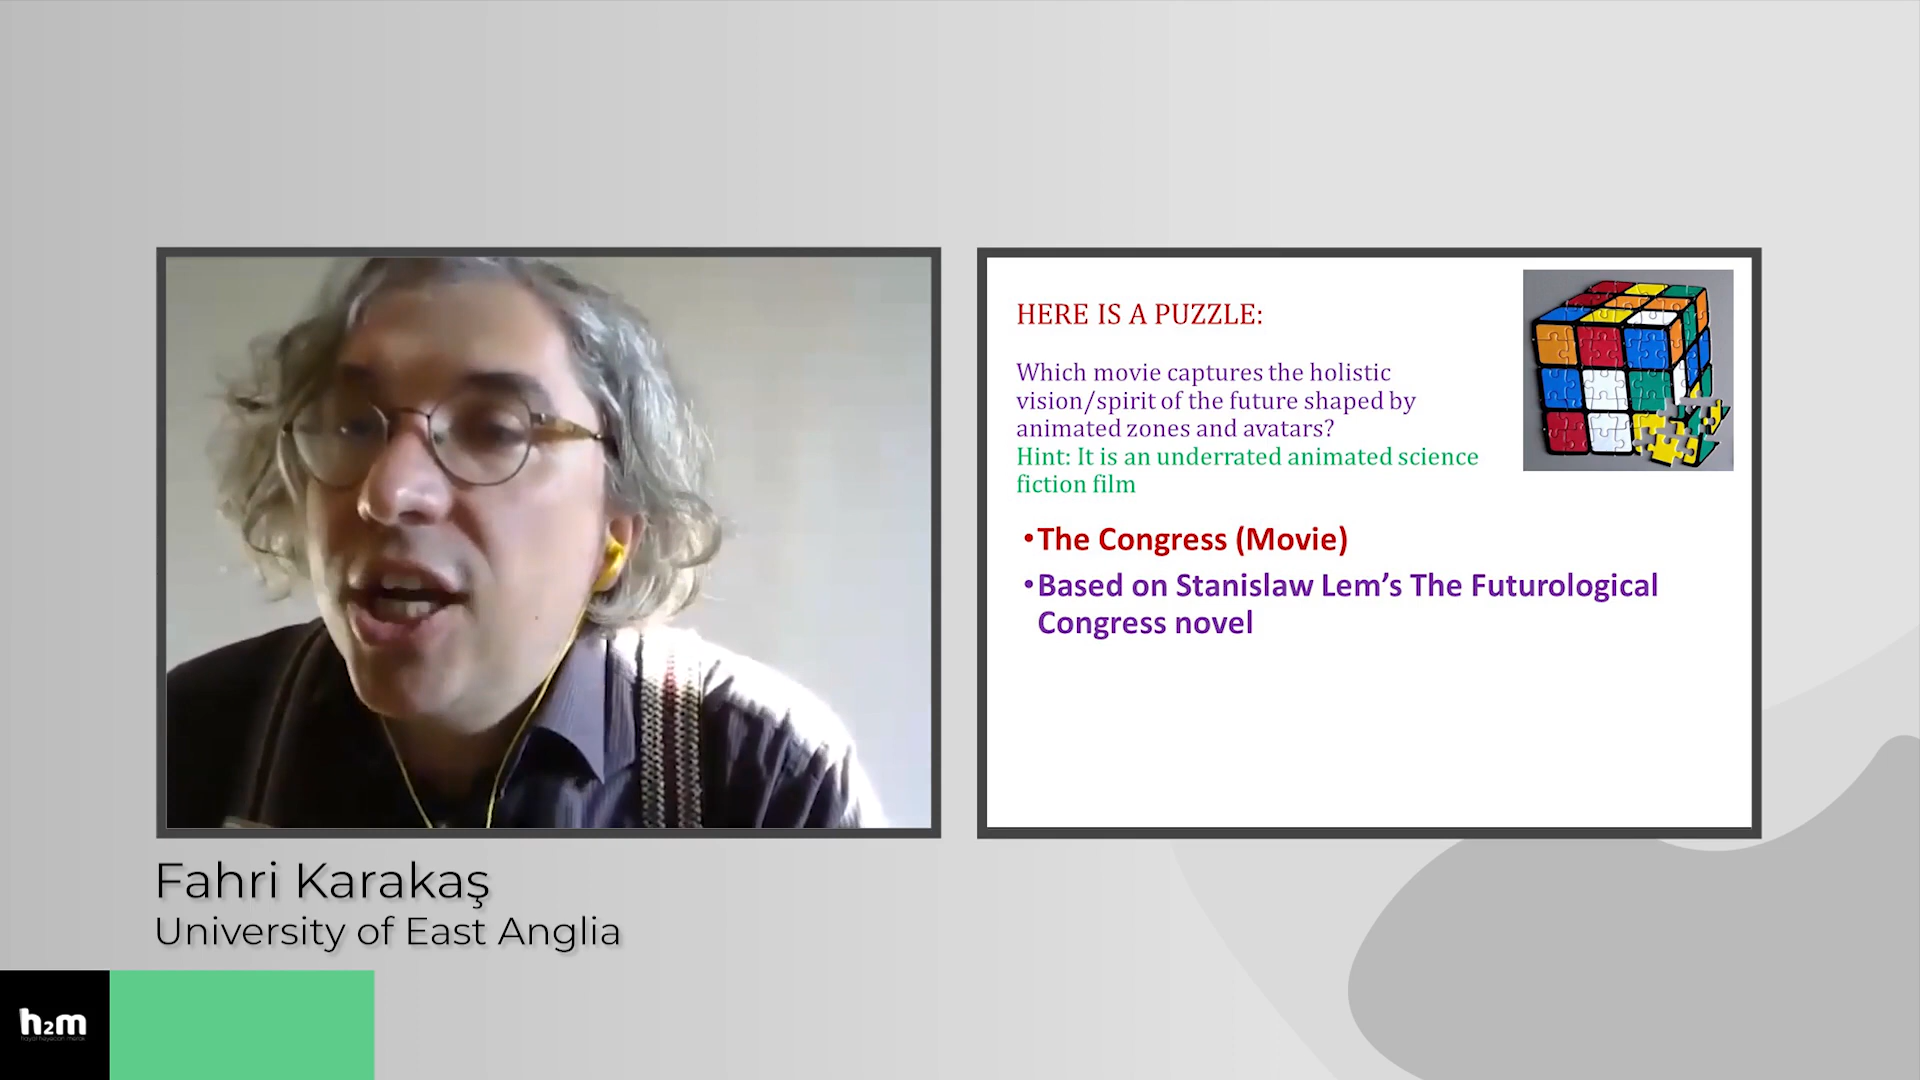 HERE IS A PUZZLE:
Which movie captures the holistic
vision/spirit of the future shaped by
animated zones and avatars?
Hint: It is an underrated animated science
fiction film
•The Congress (Movie)
•Based on Stanislaw Lem’s The Futurological
Congress novel
Fahri Karakaş
University of East Anglia
h2m